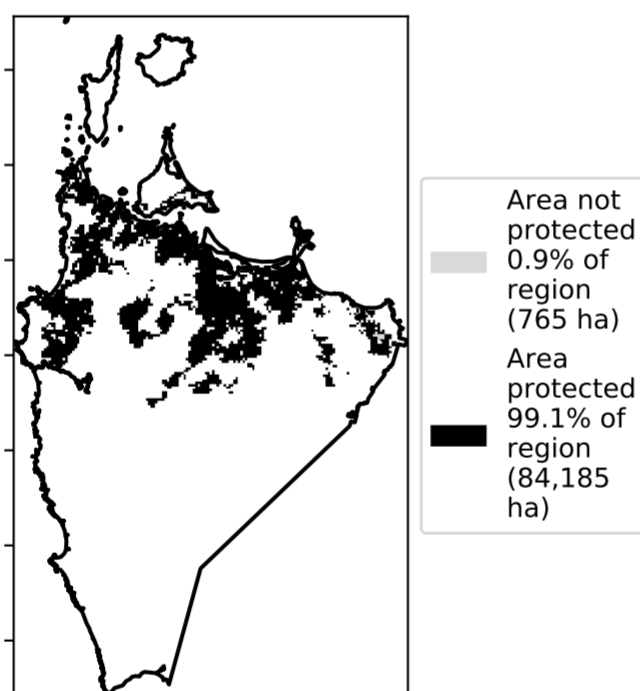 Area not
protected
0.9% of
region
(765 ha)
Area
protected
99.1% of
region
(84,185
ha)